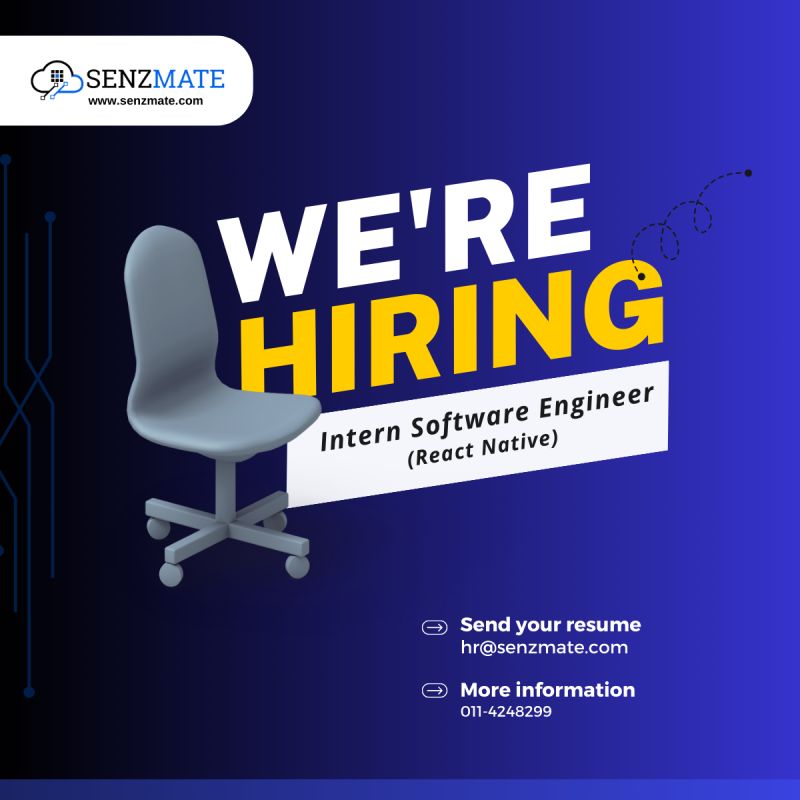 SENZMATE
www.senzmate.com
WE'RE
HIRING
Intern Software Engineer
(React Native)
Send your resume
hr@senzmate.com
More information
011-4248299